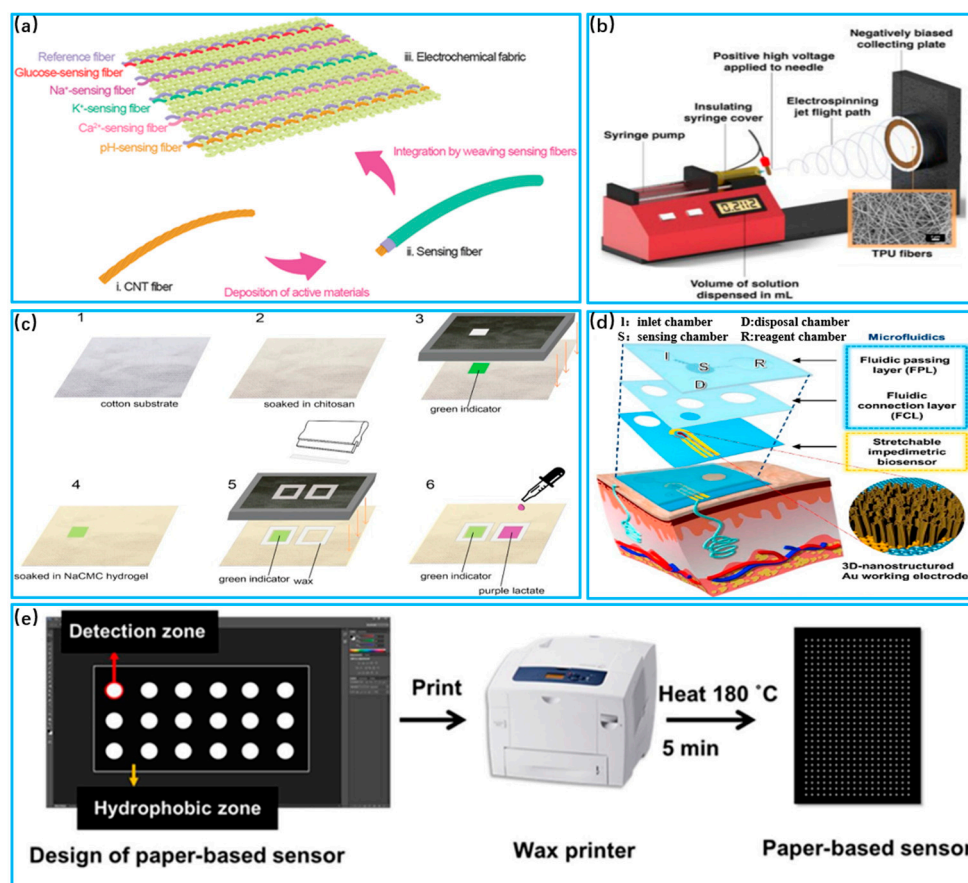 (a)
Reference fiber
Glucose-sensing fiber
Na⁺-sensing fiber
K⁺-sensing fiber
Ca²⁺-sensing fiber
pH-sensing fiber
iii. Electrochemical fabric
Integration by weaving sensing fibers
ii. Sensing fiber
i. CNT fiber
Deposition of active materials
(b)
Negatively biased
collecting plate
Positive high voltage
applied to needle
Electrospinning
jet flight path
Insulating
syringe cover
Syringe pump
0.2112
TPU fibers
Volume of solution
dispensed in mL
(c)
1
2
3
cotton substrate
soaked in chitosan
green indicator
4
5
6
soaked in NaCMC hydrogel
green indicator
wax
green indicator
purple lactate
(d)
I: inlet chamber D:disposal chamber
S: sensing chamber R:reagent chamber
Microfluidics
I
S
R
D
Fluidic passing
layer (FPL)
Fluidic
connection layer
(FCL)
Stretchable
impedimetric
biosensor
3D-nanostructured
Au working electrode
(e)
Detection zone
Hydrophobic zone
Design of paper-based sensor
Print
Wax printer
Heat 180 ˚C
5 min
Paper-based sensor